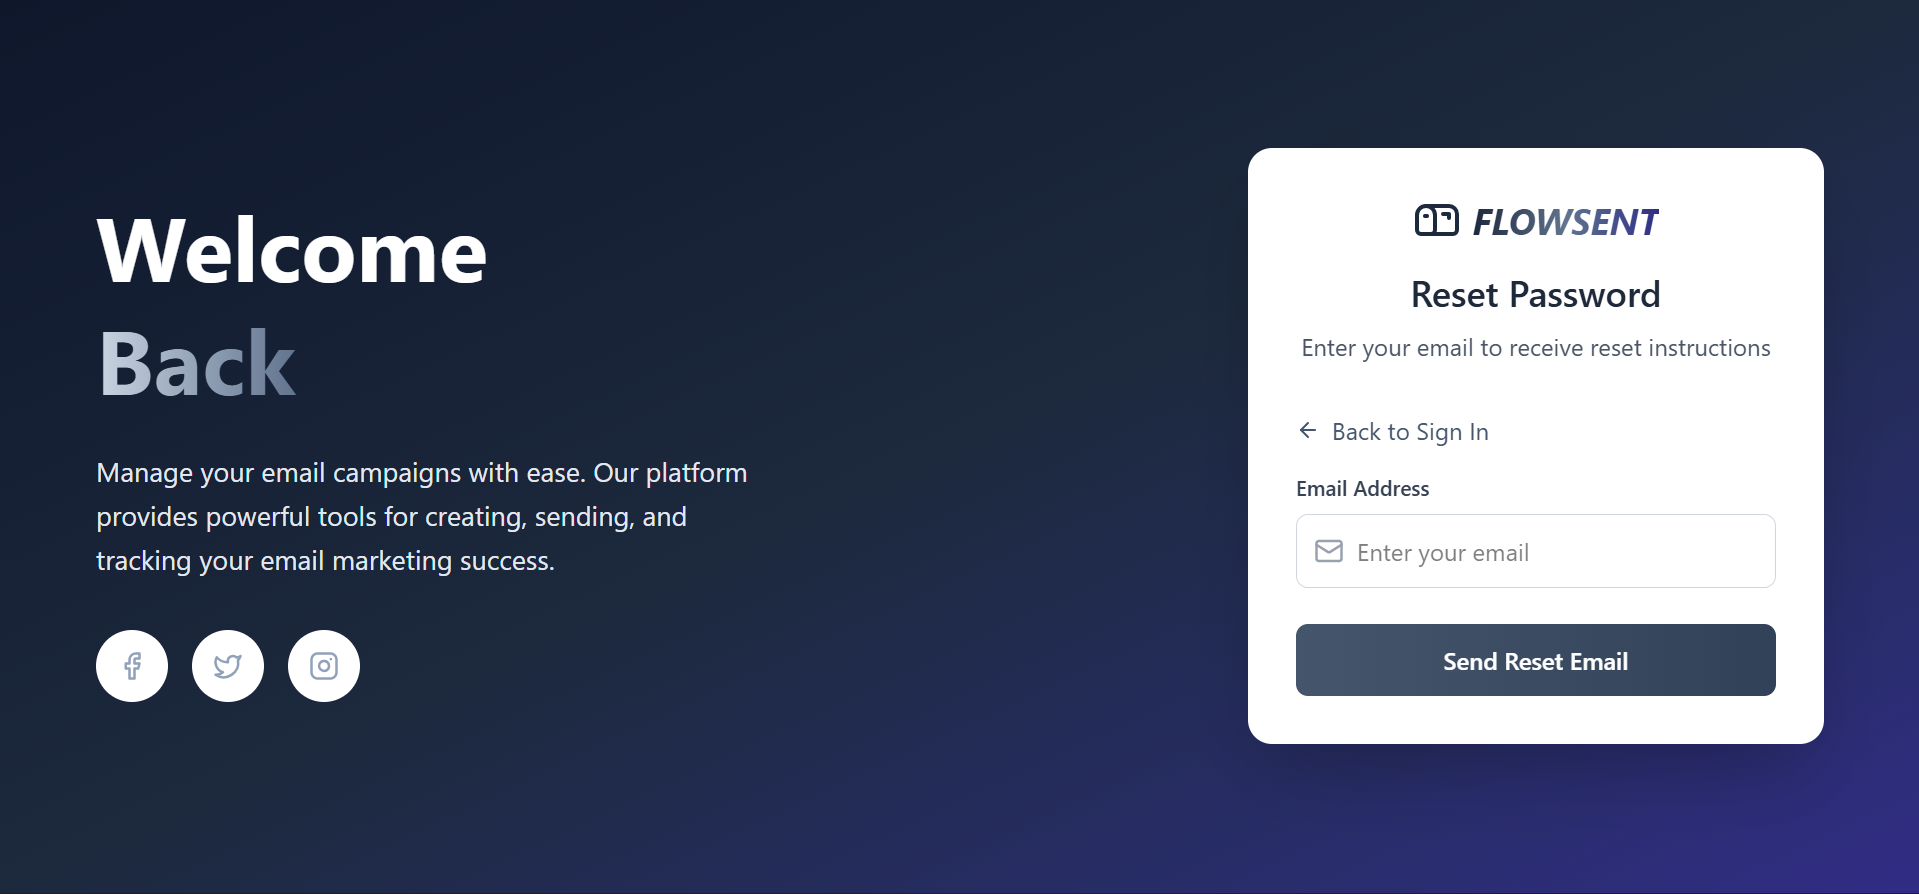 Welcome
Back
Manage your email campaigns with ease. Our platform
provides powerful tools for creating, sending, and
tracking your email marketing success.
FLOWSENT
Reset Password
Enter your email to receive reset instructions
Back to Sign In
Email Address
Enter your email
Send Reset Email